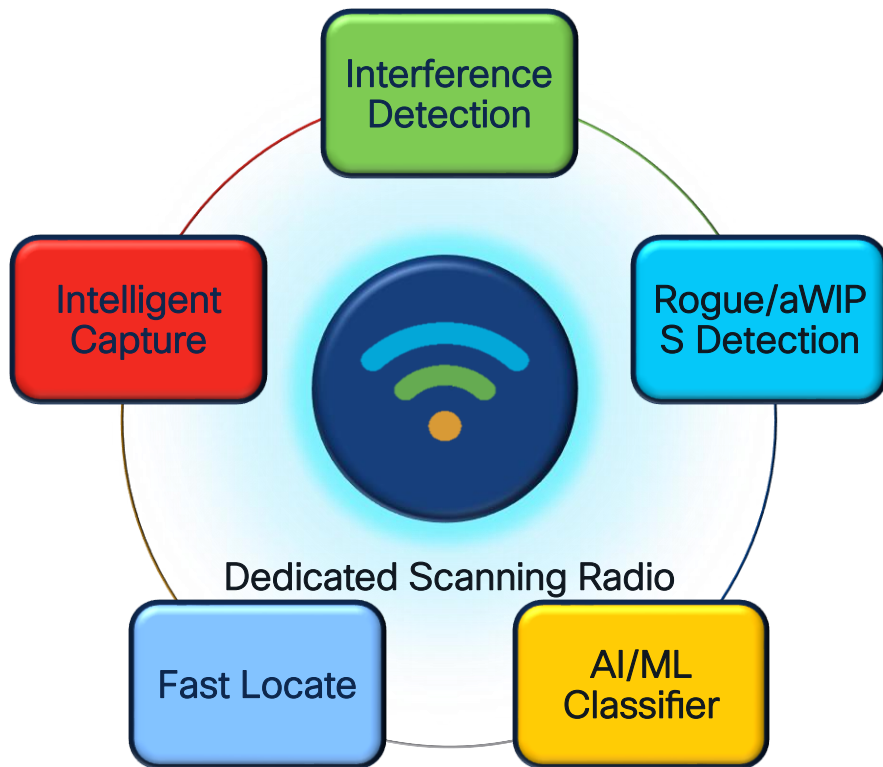 Interference
Detection
Intelligent
Capture
Rogue/aWIP
S Detection
Dedicated Scanning Radio
Fast Locate
AI/ML
Classifier